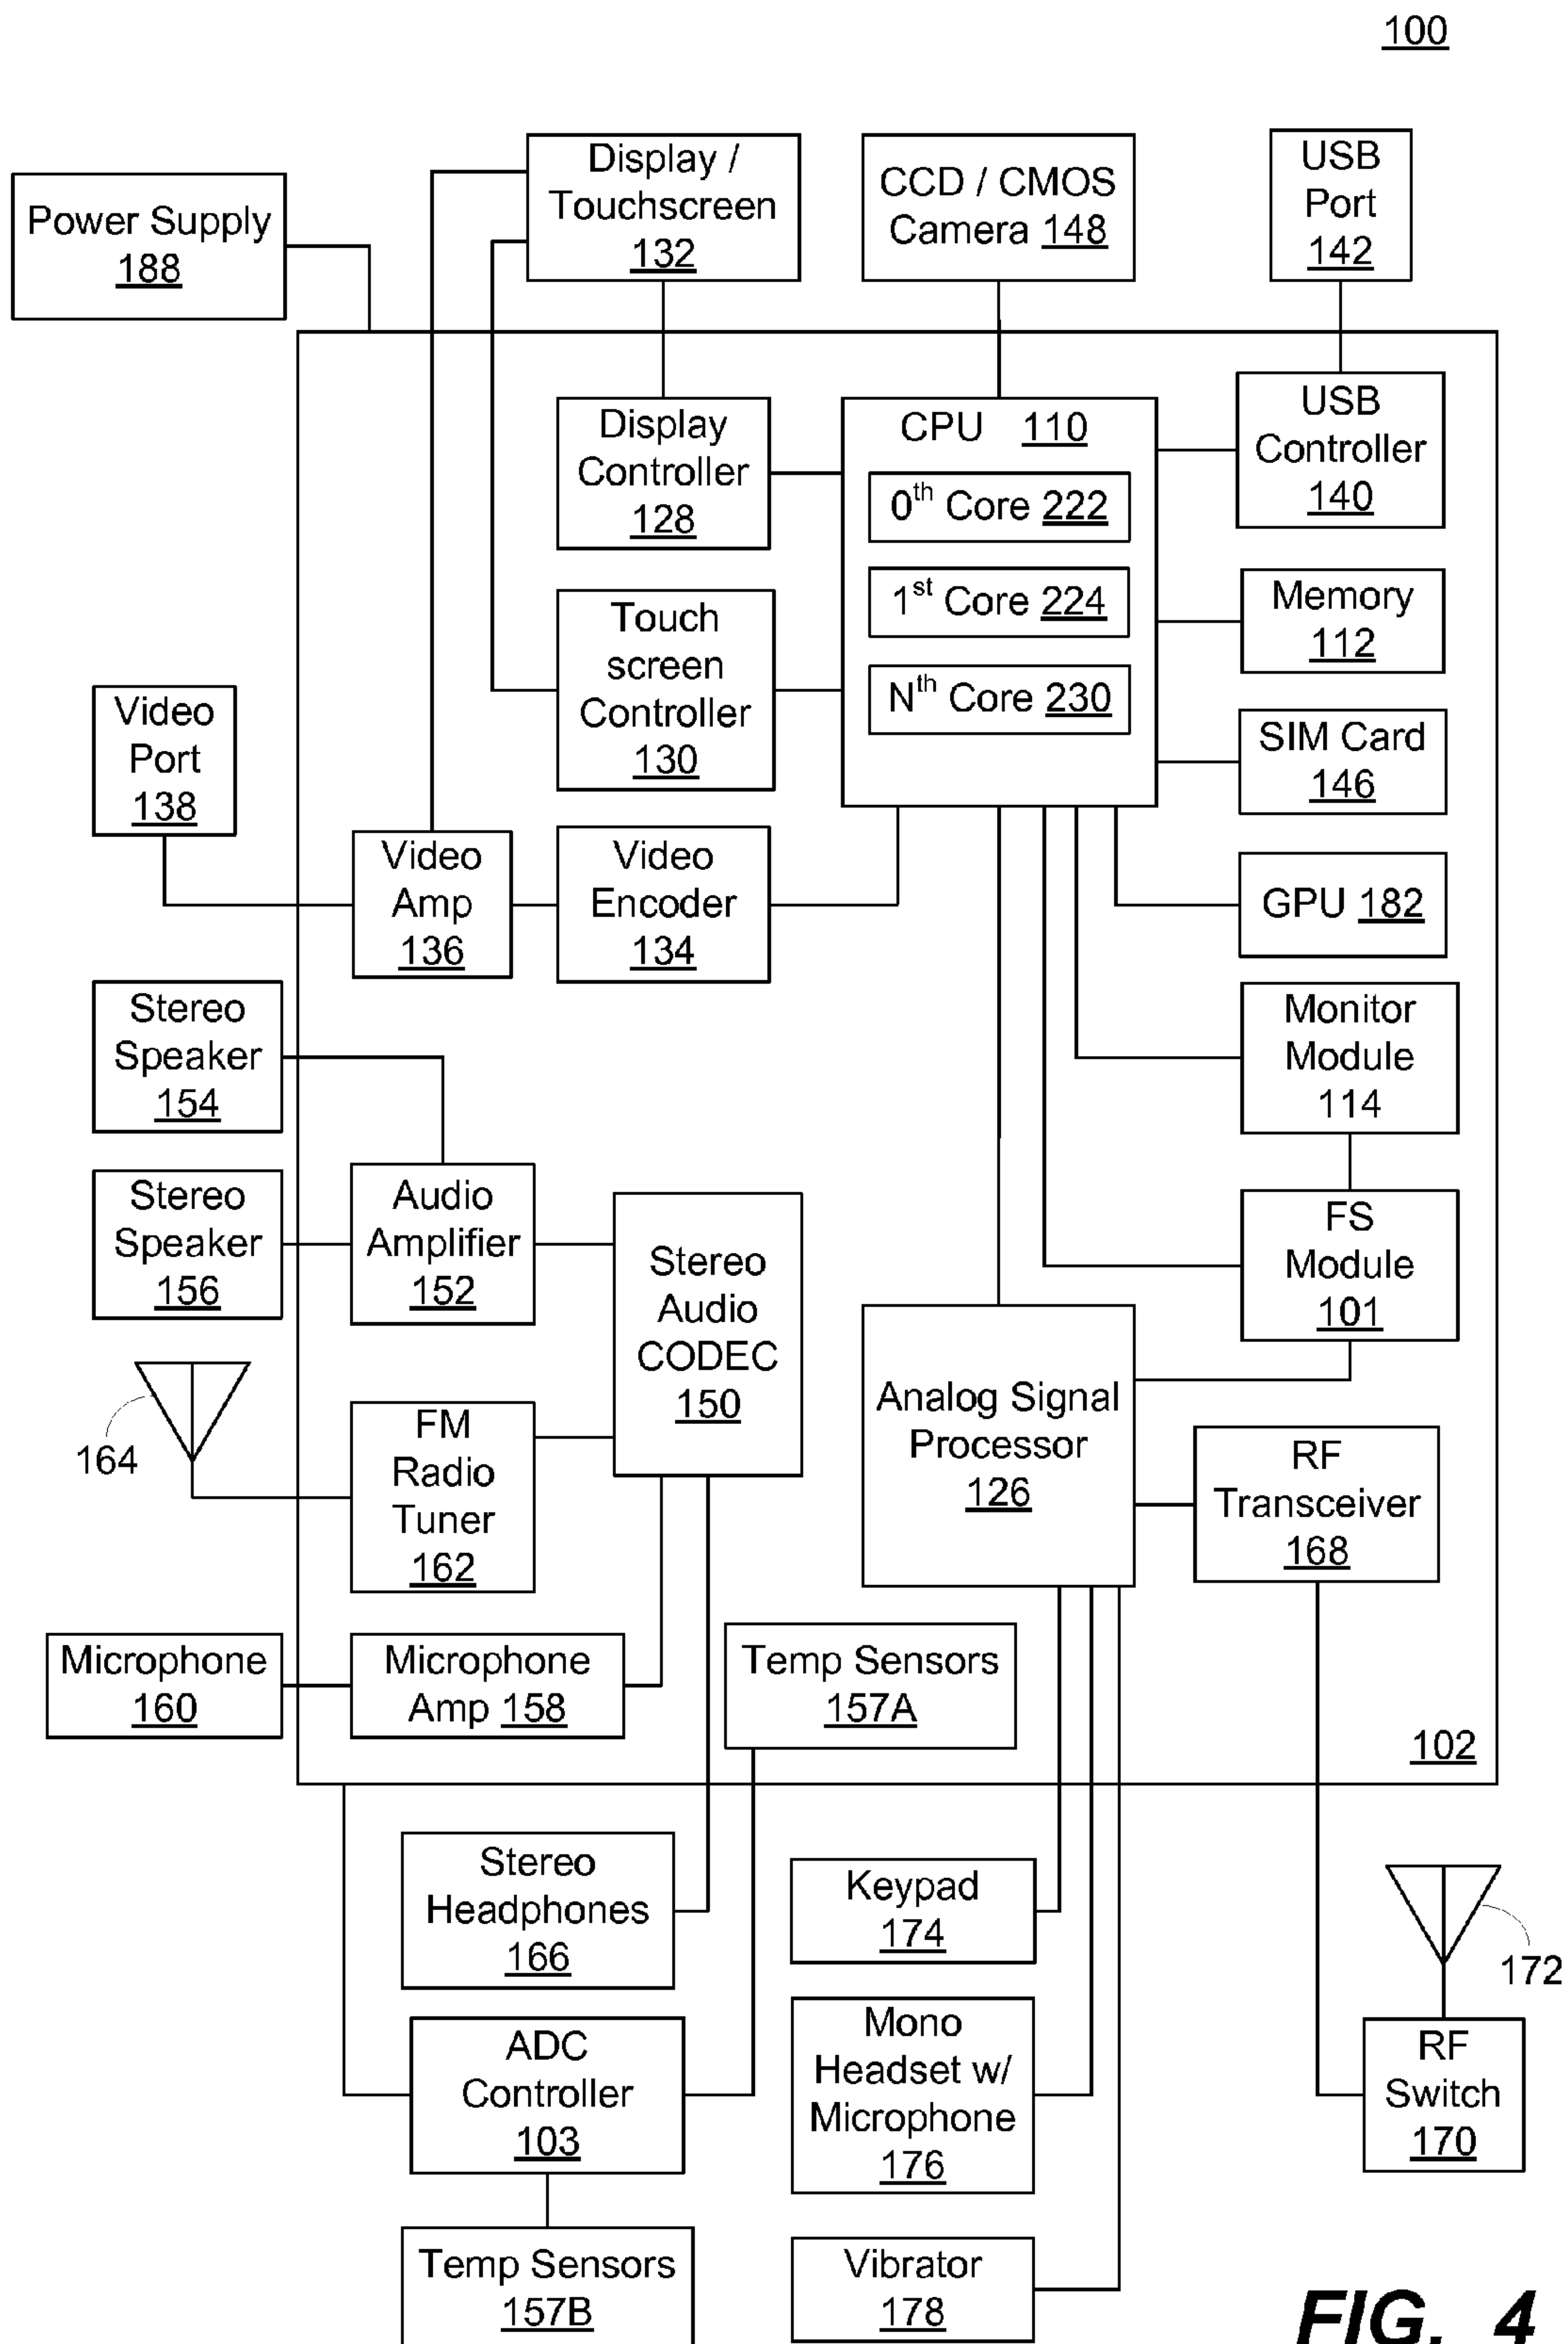 100
Power Supply
188
Display /
Touchscreen
132
CCD / CMOS
Camera 148
USB
Port
142
Display
Controller
128
CPU 110
0th Core 222
1st Core 224
Nth Core 230
USB
Controller
140
Touch
screen
Controller
130
Memory
112
SIM Card
146
Video
Port
138
Video
Amp
136
Video
Encoder
134
GPU 182
Stereo
Speaker
154
Monitor
Module
114
Stereo
Speaker
156
Audio
Amplifier
152
Stereo
Audio
CODEC
150
FS
Module
101
164
FM
Radio
Tuner
162
Analog Signal
Processor
126
RF
Transceiver
168
Microphone
160
Microphone
Amp 158
Temp Sensors
157A
102
Stereo
Headphones
166
Keypad
174
172
ADC
Controller
103
Mono
Headset w/
Microphone
176
RF
Switch
170
Temp Sensors
157B
Vibrator
178
FIG. 4